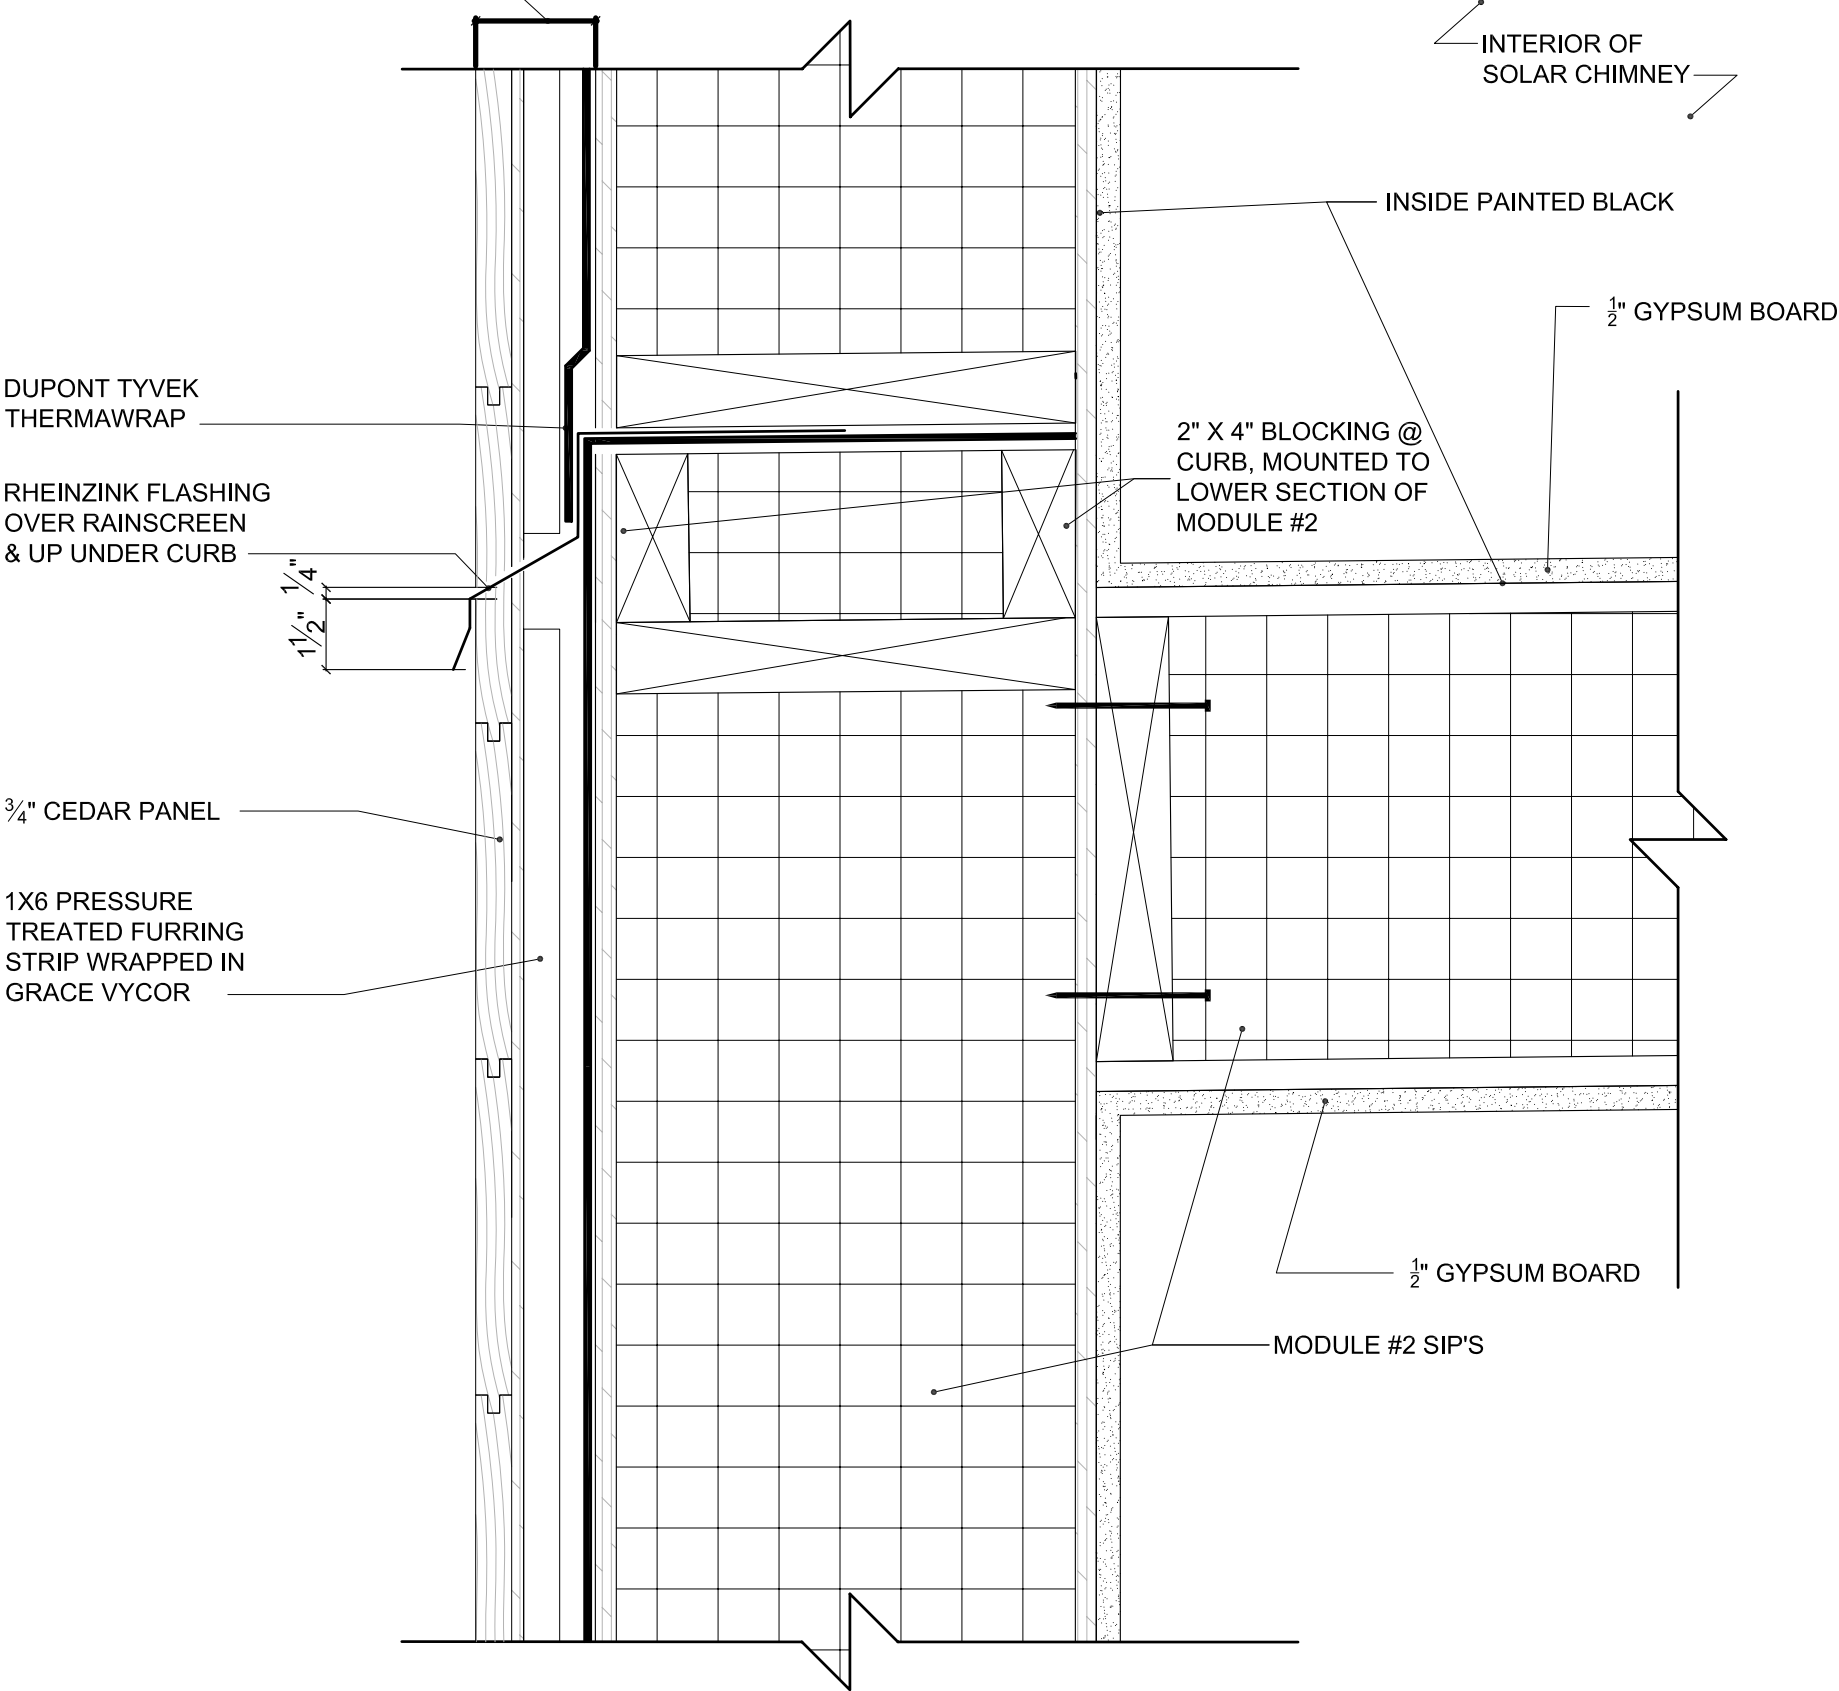 INTERIOR OF
SOLAR CHIMNEY
INSIDE PAINTED BLACK
½" GYPSUM BOARD
DUPONT TYVEK
THERMAWRAP
2" X 4" BLOCKING @
CURB, MOUNTED TO
LOWER SECTION OF
MODULE #2
RHEINZINK FLASHING
OVER RAINSCREEN
& UP UNDER CURB
1/4"
1 1/2"
¾" CEDAR PANEL
1X6 PRESSURE
TREATED FURRING
STRIP WRAPPED IN
GRACE VYCOR
½" GYPSUM BOARD
MODULE #2 SIP'S